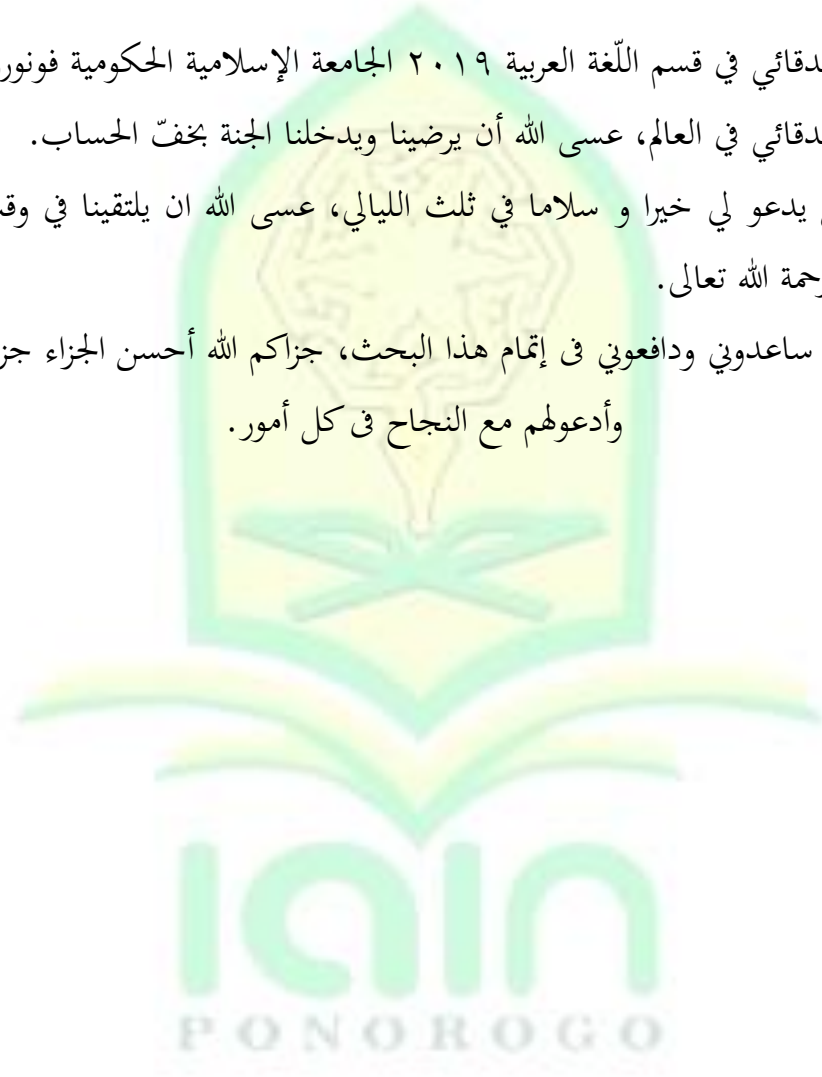 دقائي في قسم اللّغة العربية ٢٠١٩ الجامعة الإسلامية الحكومية فونور
دقائي في العالم، عسى الله أن يرضينا ويدخلنا الجنة بخفّ الحساب.
يدعو لي خيرا و سلاما في ثلث الليالي، عسى الله ان يلتقينا في وق
رحمة الله تعالى.
ساعدوني ودافعوني فى إتمام هذا البحث، جزاكم الله أحسن الجزاء جز
وأدعولهم مع النجاح فى كل أمور.
iain
PONOROGO